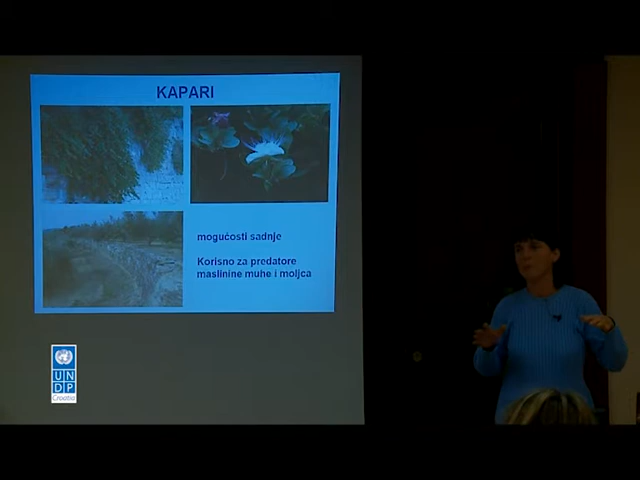 KAPARI
mogućosti sadnje
Korisno za predatore
maslinine muhe i moljca
UN
DP
Croatia